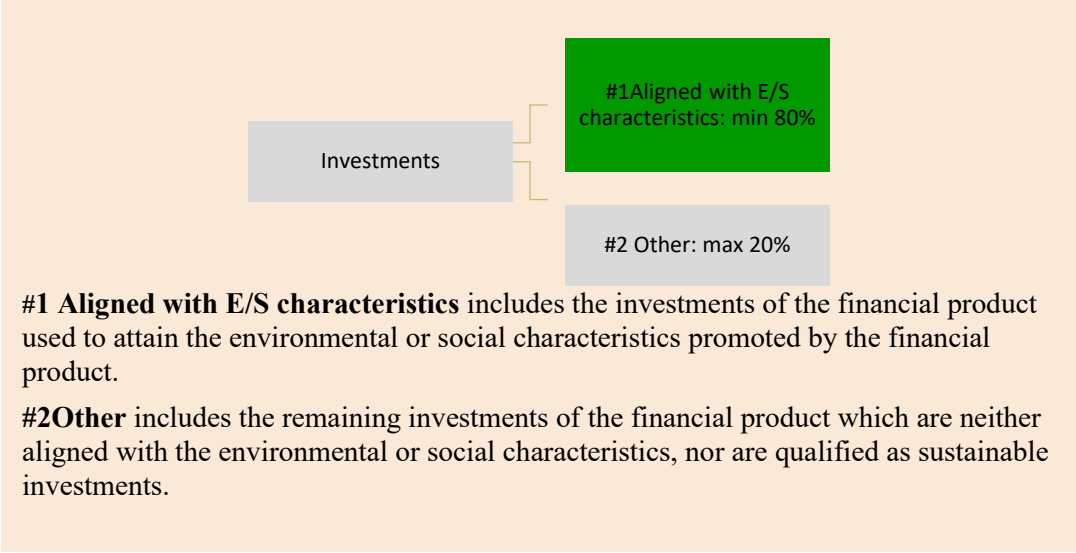 #1Aligned with E/S
characteristics: min 80%
Investments
#2 Other: max 20%
#1 Aligned with E/S characteristics includes the investments of the financial product
used to attain the environmental or social characteristics promoted by the financial
product.
#2Other includes the remaining investments of the financial product which are neither
aligned with the environmental or social characteristics, nor are qualified as sustainable
investments.